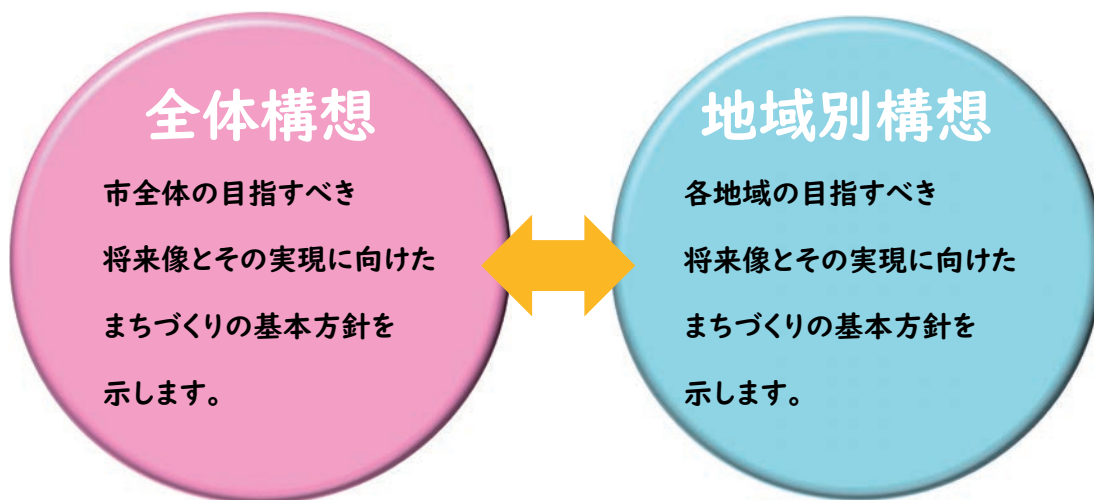 全体構想
市全体の目指すべき
将来像とその実現に向けた
まちづくりの基本方針を
示します。
地域別構想
各地域の目指すべき
将来像とその実現に向けた
まちづくりの基本方針を
示します。